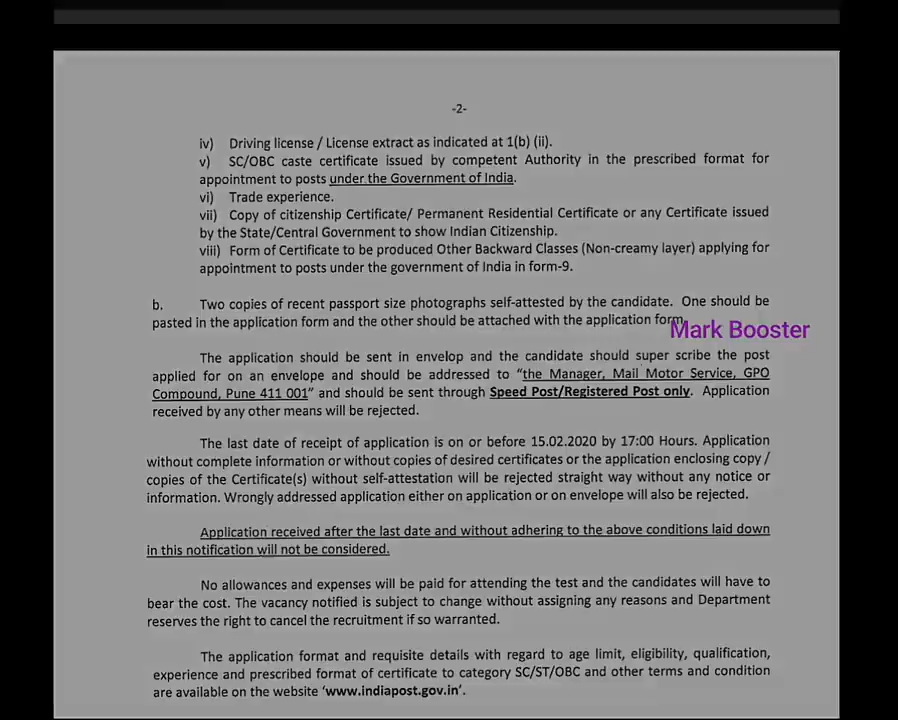 -2-
iv) Driving license / License extract as indicated at 1(b) (ii).
v) SC/OBC caste certificate issued by competent Authority in the prescribed format for
appointment to posts under the Government of India.
vi) Trade experience.
vii) Copy of citizenship Certificate/ Permanent Residential Certificate or any Certificate issued
by the State/Central Government to show Indian Citizenship.
viii) Form of Certificate to be produced Other Backward Classes (Non-creamy layer) applying for
appointment to posts under the government of India in form-9.
b. Two copies of recent passport size photographs self-attested by the candidate. One should be
pasted in the application form and the other should be attached with the application form.
Mark Booster
The application should be sent in envelop and the candidate should super scribe the post
applied for on an envelope and should be addressed to “the Manager, Mail Motor Service, GPO
Compound, Pune 411 001” and should be sent through Speed Post/Registered Post only. Application
received by any other means will be rejected.
The last date of receipt of application is on or before 15.02.2020 by 17:00 Hours. Application
without complete information or without copies of desired certificates or the application enclosing copy /
copies of the Certificate(s) without self-attestation will be rejected straight way without any notice or
information. Wrongly addressed application either on application or on envelope will also be rejected.
Application received after the last date and without adhering to the above conditions laid down
in this notification will not be considered.
No allowances and expenses will be paid for attending the test and the candidates will have to
bear the cost. The vacancy notified is subject to change without assigning any reasons and Department
reserves the right to cancel the recruitment if so warranted.
The application format and requisite details with regard to age limit, eligibility, qualification,
experience and prescribed format of certificate to category SC/ST/OBC and other terms and condition
are available on the website ‘www.indiapost.gov.in’.